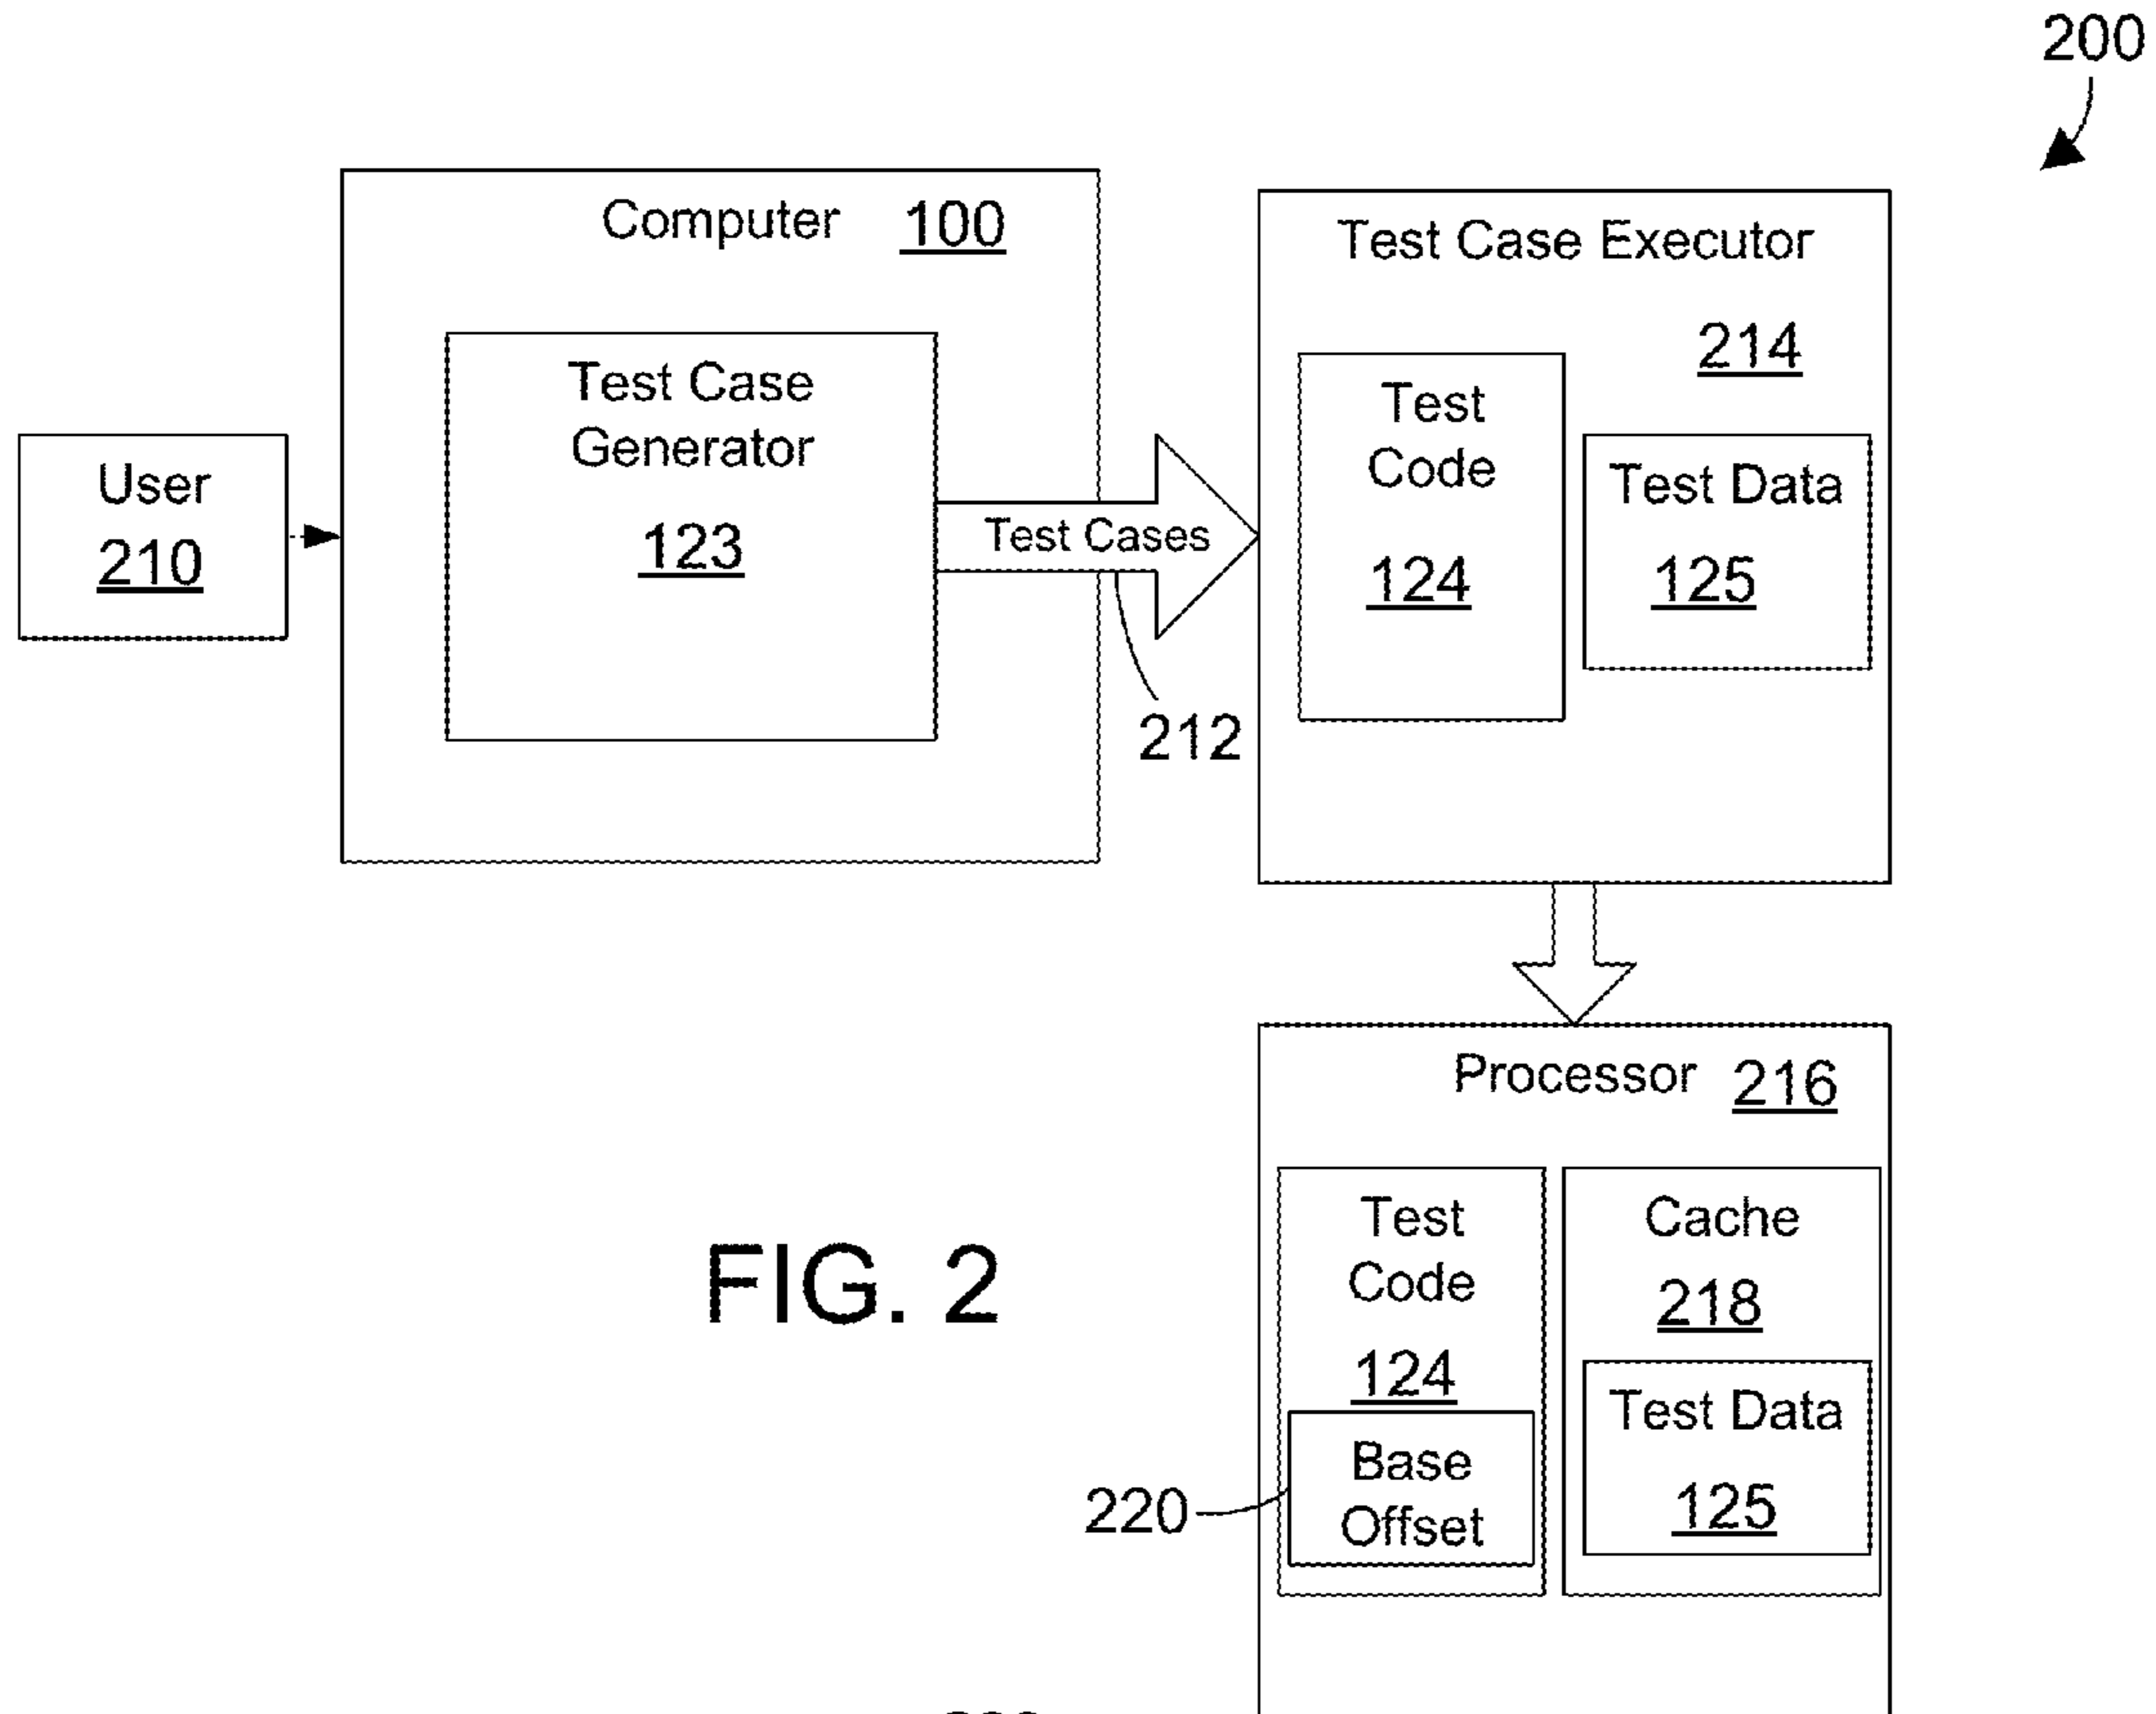 200
Computer 100
Test Case
Generator
123
User
210
Test Cases
212
Test Case Executor
214
Test
Code
124
Test Data
125
Processor 216
Test
Code
124
Base
Offset
220
Cache
218
Test Data
125
FIG. 2